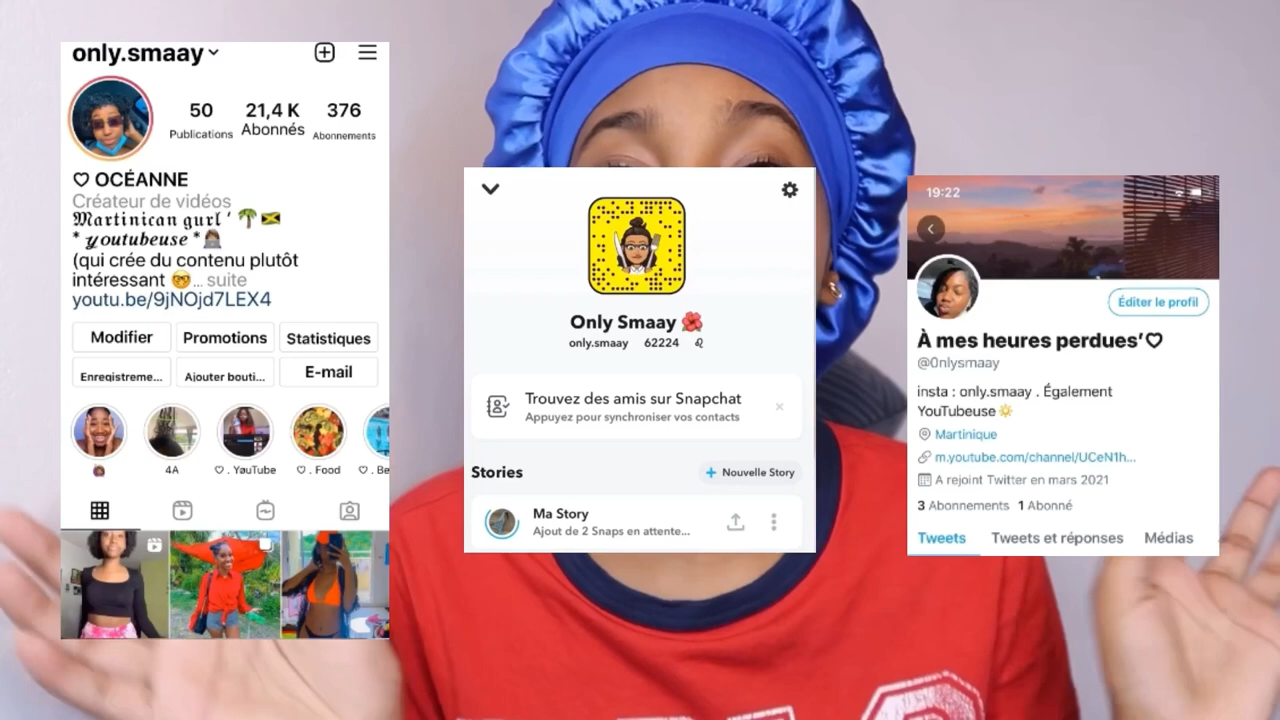 only.smaay
50 21,4 K 376
Publications Abonnés Abonnements
♡ OCÉANNE
Créateur de vidéos
Martinican gurl ' 🌴🇯🇲
* youtubeuse *
(qui crée du contenu plutôt
intéressant 🤓... suite
youtu.be/9jNOjd7LEX4
Modifier Promotions Statistiques
Enregistreme... Ajouter bouti... E-mail
4A ♡ . YøuTube ♡ . Food ♡ . Be
Only Smaay 🌺
only.smaay 62224 ♌
Trouvez des amis sur Snapchat
Appuyez pour synchroniser vos contacts
Stories + Nouvelle Story
Ma Story
Ajout de 2 Snaps en attente...
19:22
Éditer le profil
À mes heures perdues'♡
@0nlysmaay
insta : only.smaay . Également
YouTubeuse☀️
Martinique
m.youtube.com/channel/UCeN1h...
A rejoint Twitter en mars 2021
3 Abonnements 1 Abonné
Tweets Tweets et réponses Médias